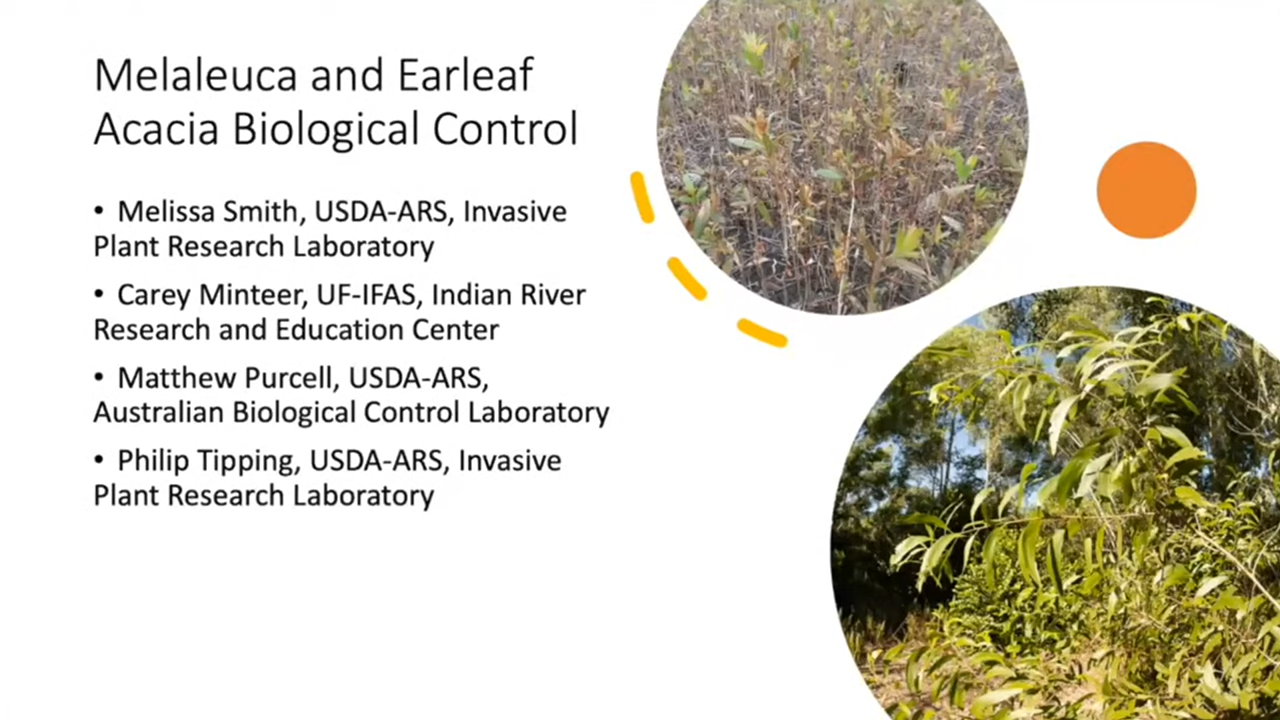 Melaleuca and Earleaf
Acacia Biological Control
• Melissa Smith, USDA-ARS, Invasive
Plant Research Laboratory
• Carey Minteer, UF-IFAS, Indian River
Research and Education Center
• Matthew Purcell, USDA-ARS,
Australian Biological Control Laboratory
• Philip Tipping, USDA-ARS, Invasive
Plant Research Laboratory